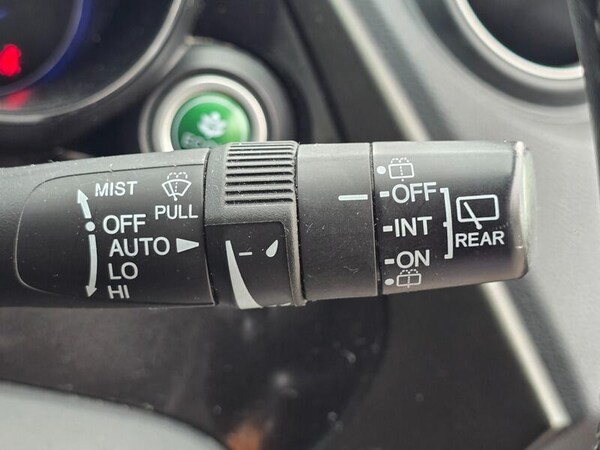 MIST
PULL
OFF
AUTO
LO
HI
OFF
INT
ON
REAR